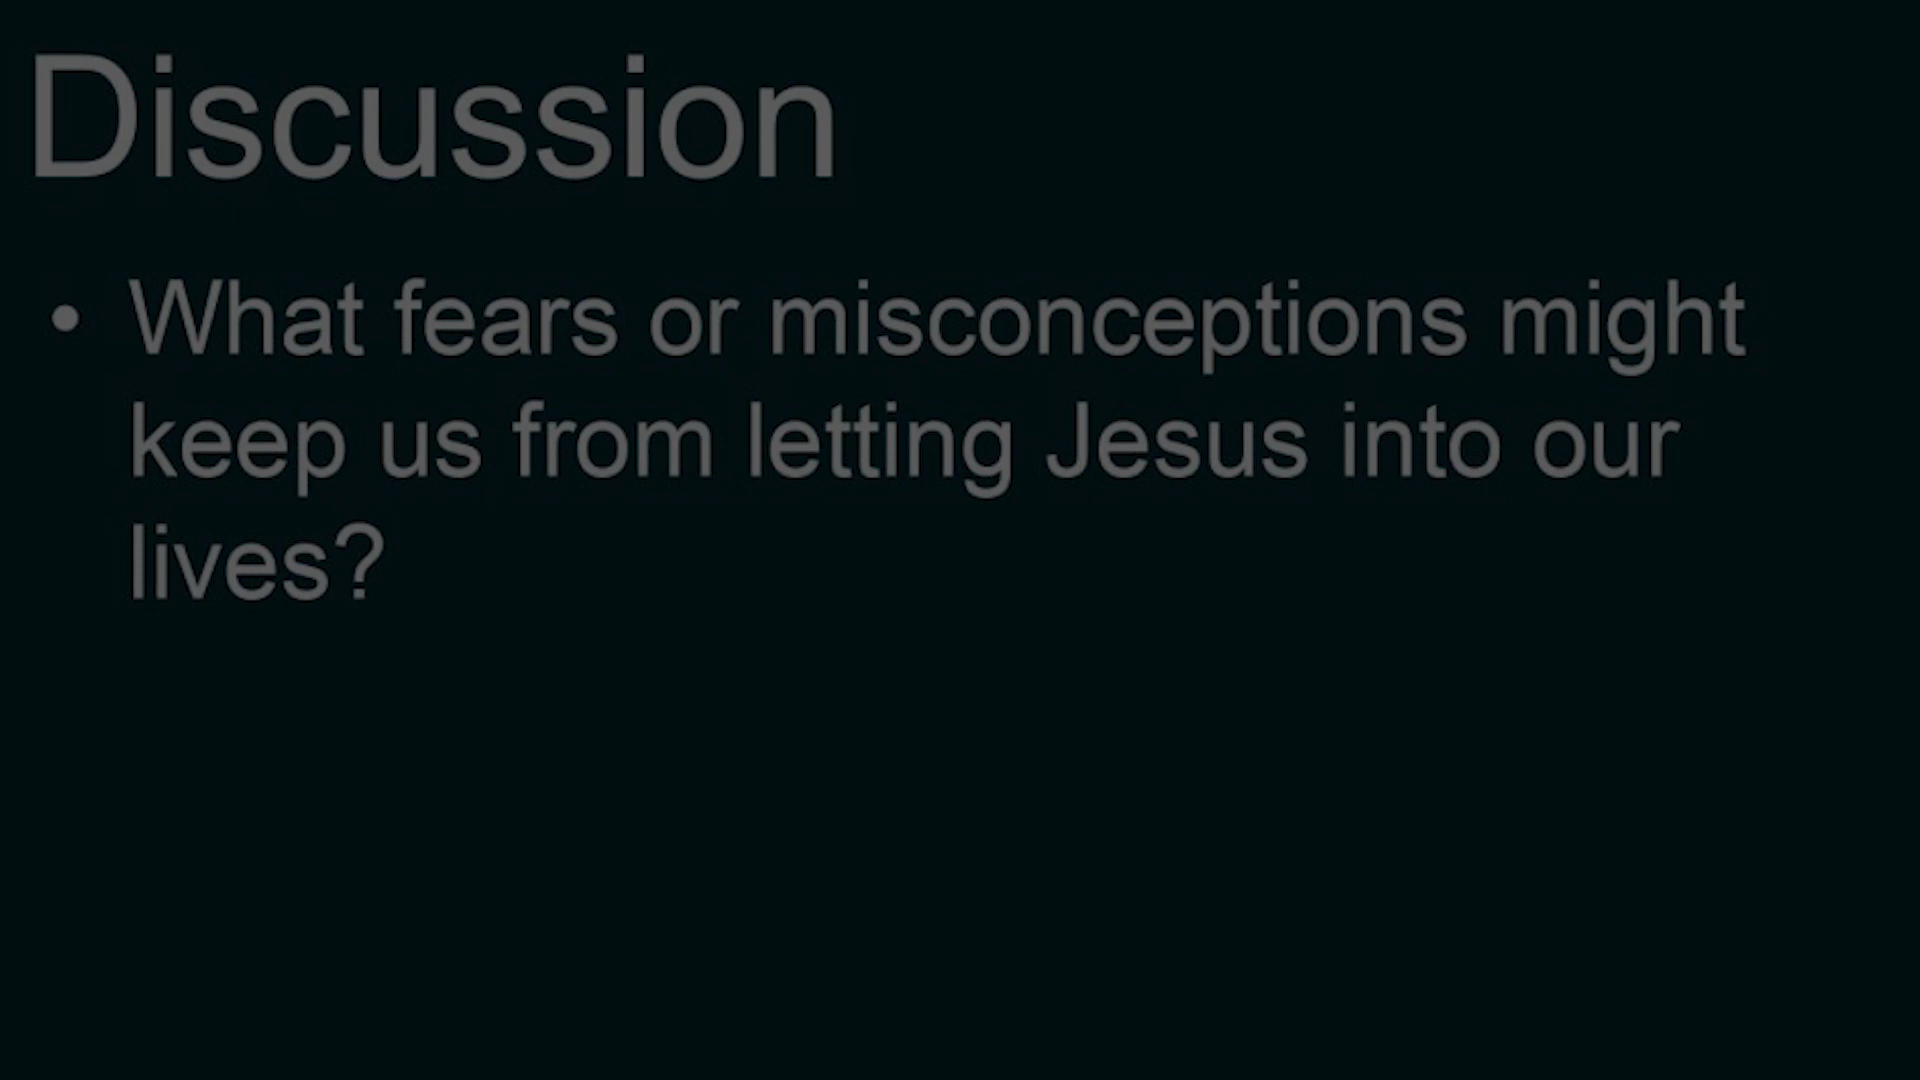 Discussion
• What fears or misconceptions might
keep us from letting Jesus into our
lives?